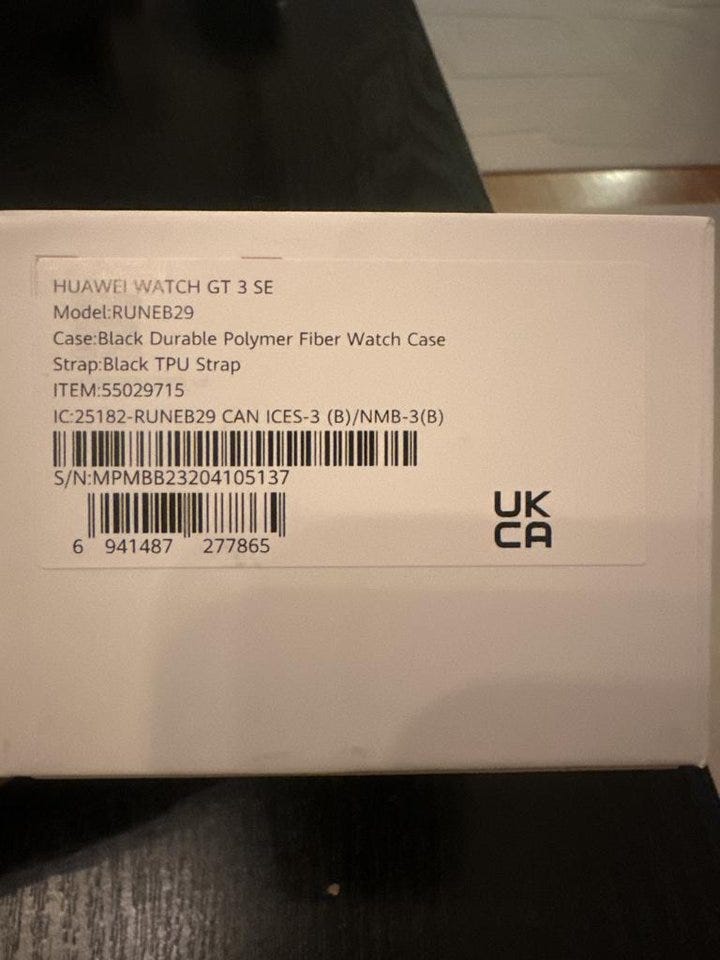 HUAWEI WATCH GT 3 SE
Model:RUNEB29
Case:Black Durable Polymer Fiber Watch Case
Strap:Black TPU Strap
ITEM:55029715
IC:25182-RUNEB29 CAN ICES-3 (B)/NMB-3(B)
S/N:MPMBB23204105137
6 941487 277865
UK
CA